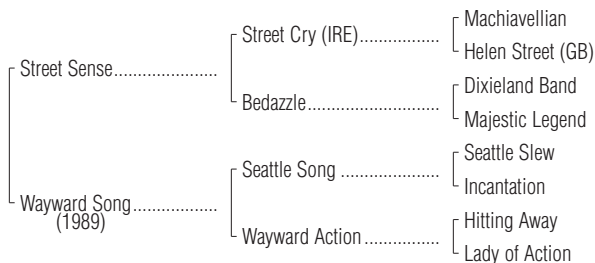 Machiavellian
Street Cry (IRE)..................
Helen Street (GB)
Street Sense.......................
Dixieland Band
Bedazzle..............................
Majestic Legend
Seattle Slew
Seattle Song ......................
Incantation
Wayward Song...................
(1989)
Hitting Away
Wayward Action.................
Lady of Action